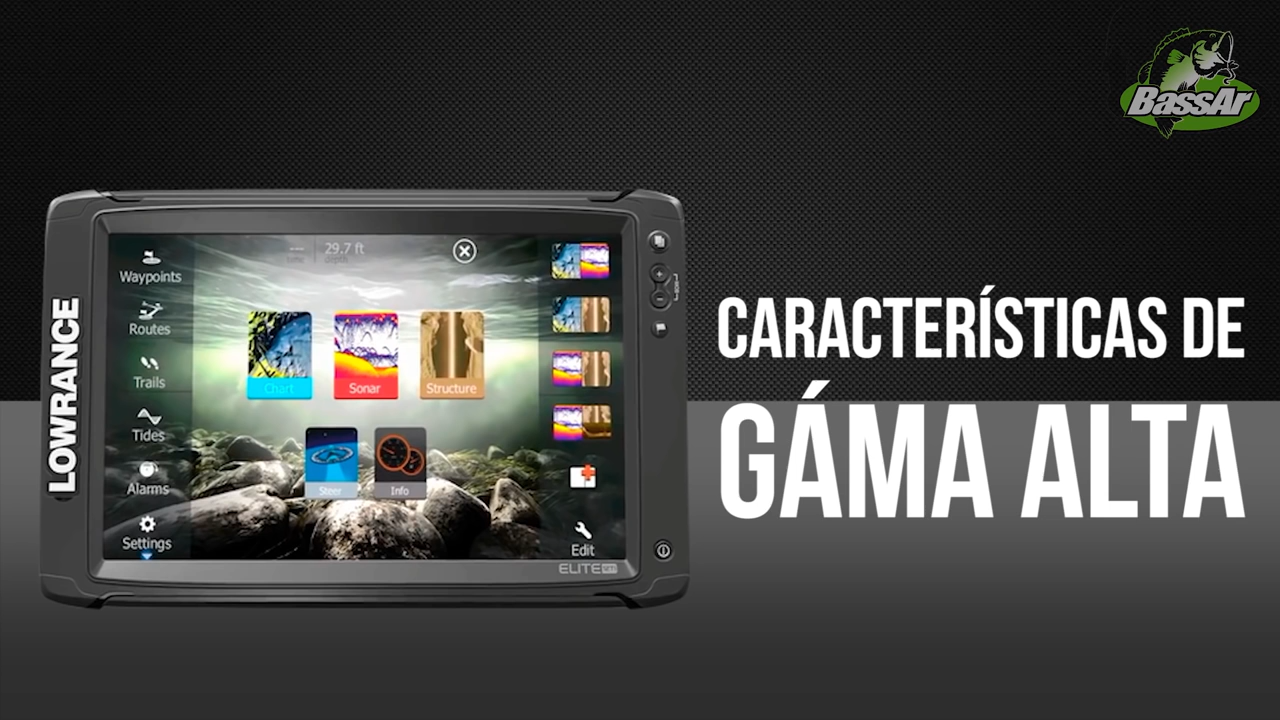 BassAr
LOWRANCE
29.7 ft
depth
Waypoints
Routes
Trails
Tides
Alarms
Settings
Chart
Sonar
Structure
Steer
Info
Edit
ELITE
CARACTERÍSTICAS DE
GÁMA ALTA